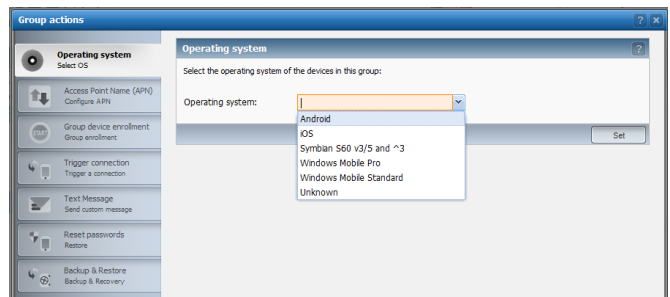 Group actions
?
×
Operating system
Select OS
Access Point Name (APN)
Configure APN
START
Group device enrollment
Group enrollment
Trigger connection
Trigger a connection
Text Message
Send custom message
Reset passwords
Restore
Backup & Restore
Backup & Recovery
Operating system
?
Select the operating system of the devices in this group:
Operating system:
Android
iOS
Symbian S60 v3/5 and ^3
Windows Mobile Pro
Windows Mobile Standard
Unknown
Set